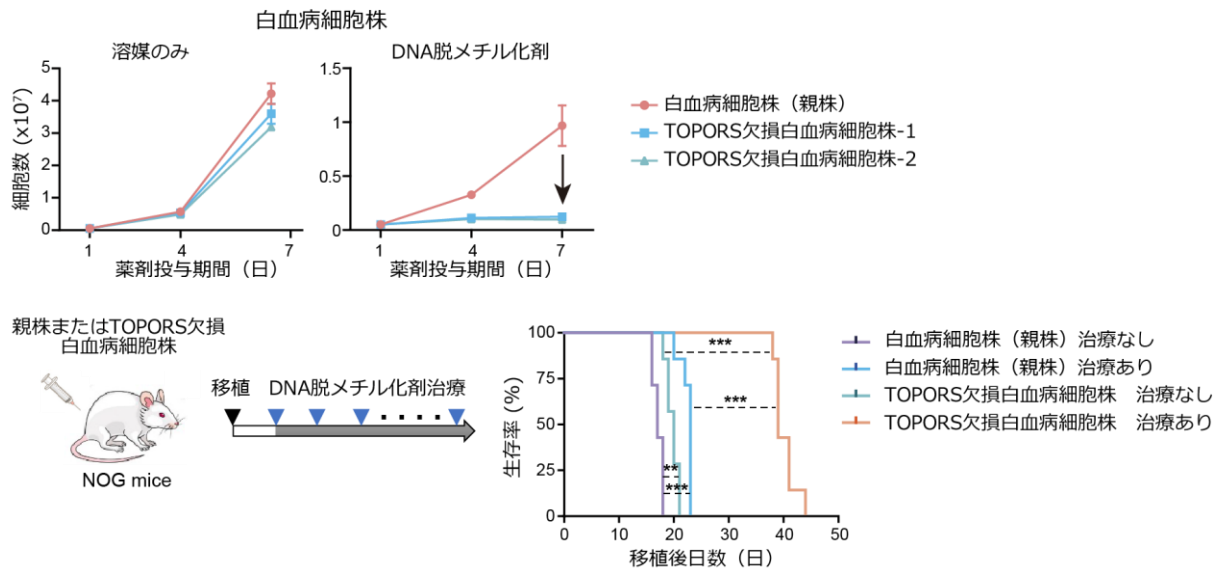 白血病細胞株
溶媒のみ
DNA脱メチル化剤
細胞数 (x10⁷)
5
4
3
2
1
0
1 4 7
薬剤投与期間（日）
1.5
1
0.5
0
1 4 7
薬剤投与期間（日）
白血病細胞株（親株）
TOPORS欠損白血病細胞株-1
TOPORS欠損白血病細胞株-2
親株またはTOPORS欠損
白血病細胞株
NOG mice
移植 DNA脱メチル化剤治療
生存率 (%)
100
75
50
25
0
0 10 20 30 40 50
移植後日数（日）
***
***
**
***
白血病細胞株（親株）治療なし
白血病細胞株（親株）治療あり
TOPORS欠損白血病細胞株　治療なし
TOPORS欠損白血病細胞株　治療あり